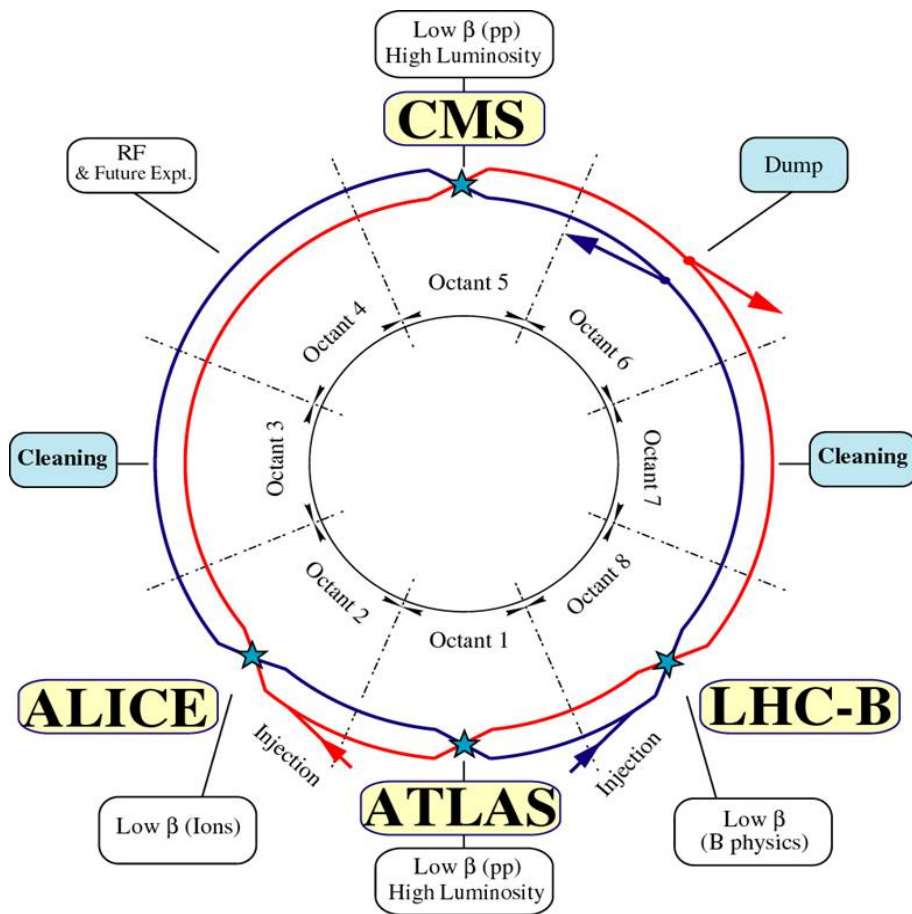 Low β (pp)
High Luminosity
CMS
RF
& Future Expt.
Dump
Octant 5
Octant 4
Octant 6
Cleaning
Octant 3
Octant 7
Cleaning
Octant 2
Octant 8
Octant 1
ALICE
LHC-B
Injection
Injection
ATLAS
Low β (Ions)
Low β
(B physics)
Low β (pp)
High Luminosity